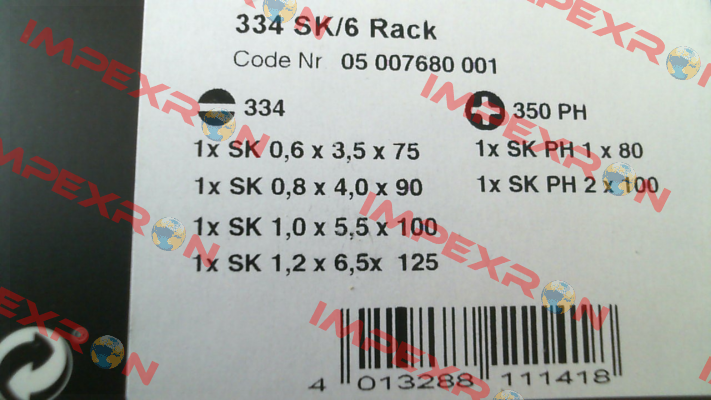 334 SK/6 Rack
Code Nr 05 007680 001
334
1x SK 0,6 x 3,5 x 75
1x SK 0,8 x 4,0 x 90
1x SK 1,0 x 5,5 x 100
1x SK 1,2 x 6,5x 125
350 PH
1x SK PH 1 x 80
1x SK PH 2 x 100
4 013288 111418
IMPEXRON
IMPEXRON
IMPEXRON
IMPEXRON
IMPEXRON
IMPEXRON
IMPEXRON